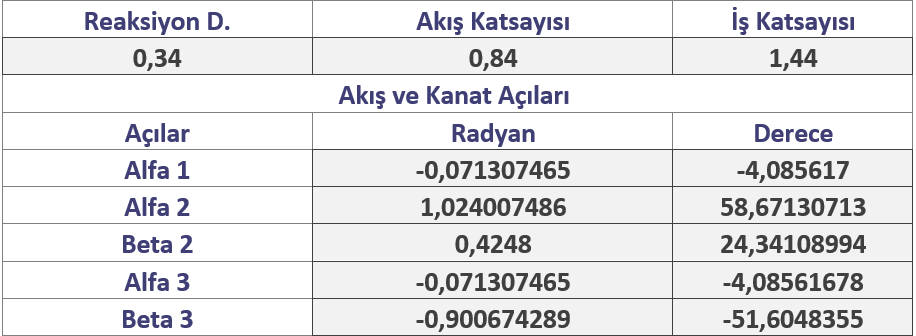 Reaksiyon D. Akış Katsayısı İş Katsayısı
0,34 0,84 1,44
Akış ve Kanat Açıları
Açılar Radyan Derece
Alfa 1 -0,071307465 -4,085617
Alfa 2 1,024007486 58,67130713
Beta 2 0,4248 24,34108994
Alfa 3 -0,071307465 -4,08561678
Beta 3 -0,900674289 -51,6048355